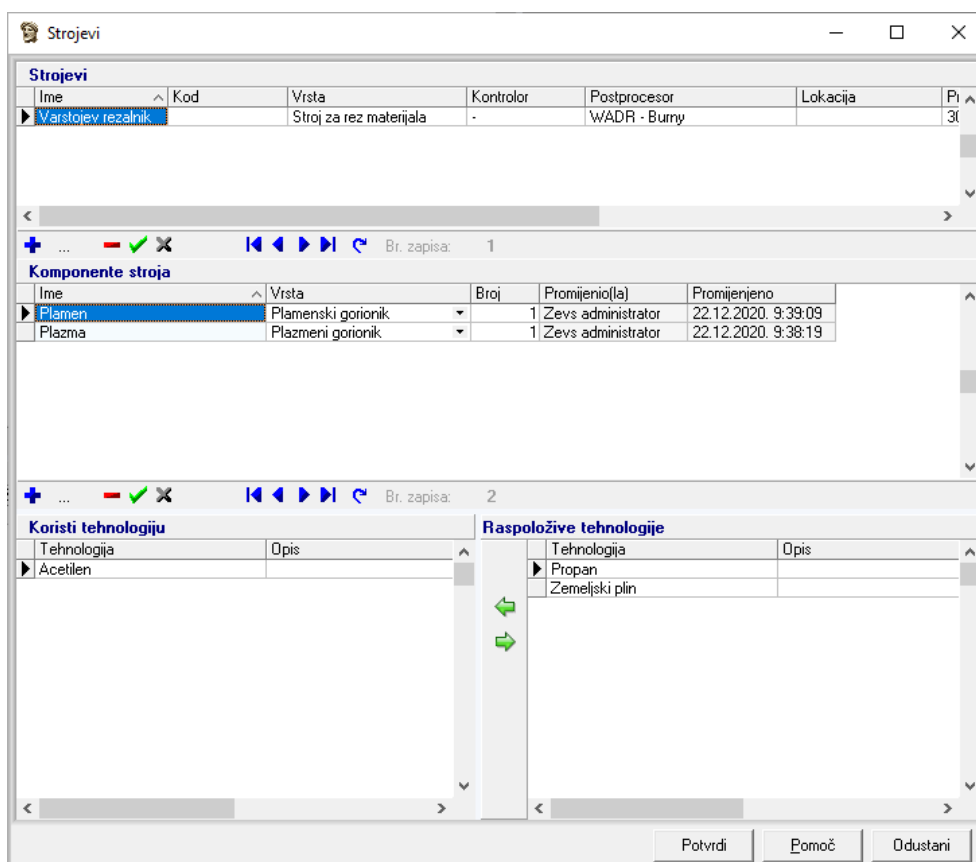 Strojevi
Strojevi
Ime Kod Vrsta Kontrolor Postprocesor Lokacija
Varstojev rezalnik Stroj za rez materijala - WADR - Burny 30
... Br. zapisa: 1
Komponente stroja
Ime Vrsta Broj Promijenio(la) Promijenjeno
Plamen Plamenski gorionik 1 Zevs administrator 22.12.2020. 9:39:09
Plazma Plazmeni gorionik 1 Zevs administrator 22.12.2020. 9:38:19
... Br. zapisa: 2
Koristi tehnologiju Raspoložive tehnologije
Tehnologija Opis Tehnologija Opis
Acetilen Propan
Zemeljski plin
Potvrdi Pomoč Odustani